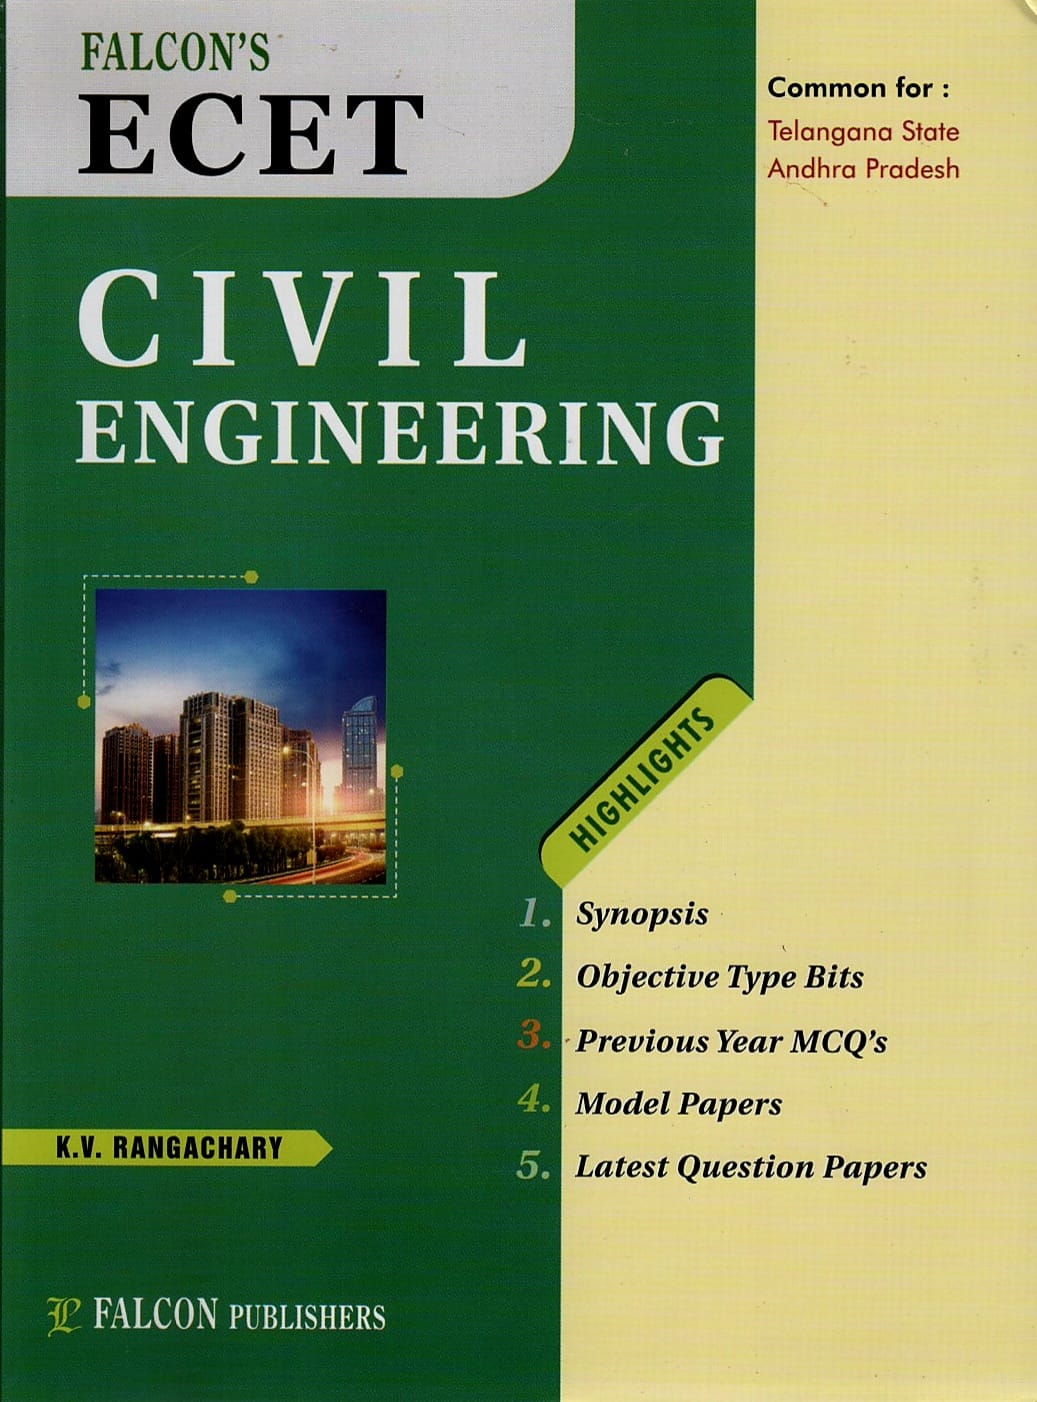 FALCON'S
ECET
Common for :
Telangana State
Andhra Pradesh
CIVIL
ENGINEERING
HIGHLIGHTS
1. Synopsis
2. Objective Type Bits
3. Previous Year MCQ's
4. Model Papers
5. Latest Question Papers
K.V. RANGACHARY
FALCON PUBLISHERS